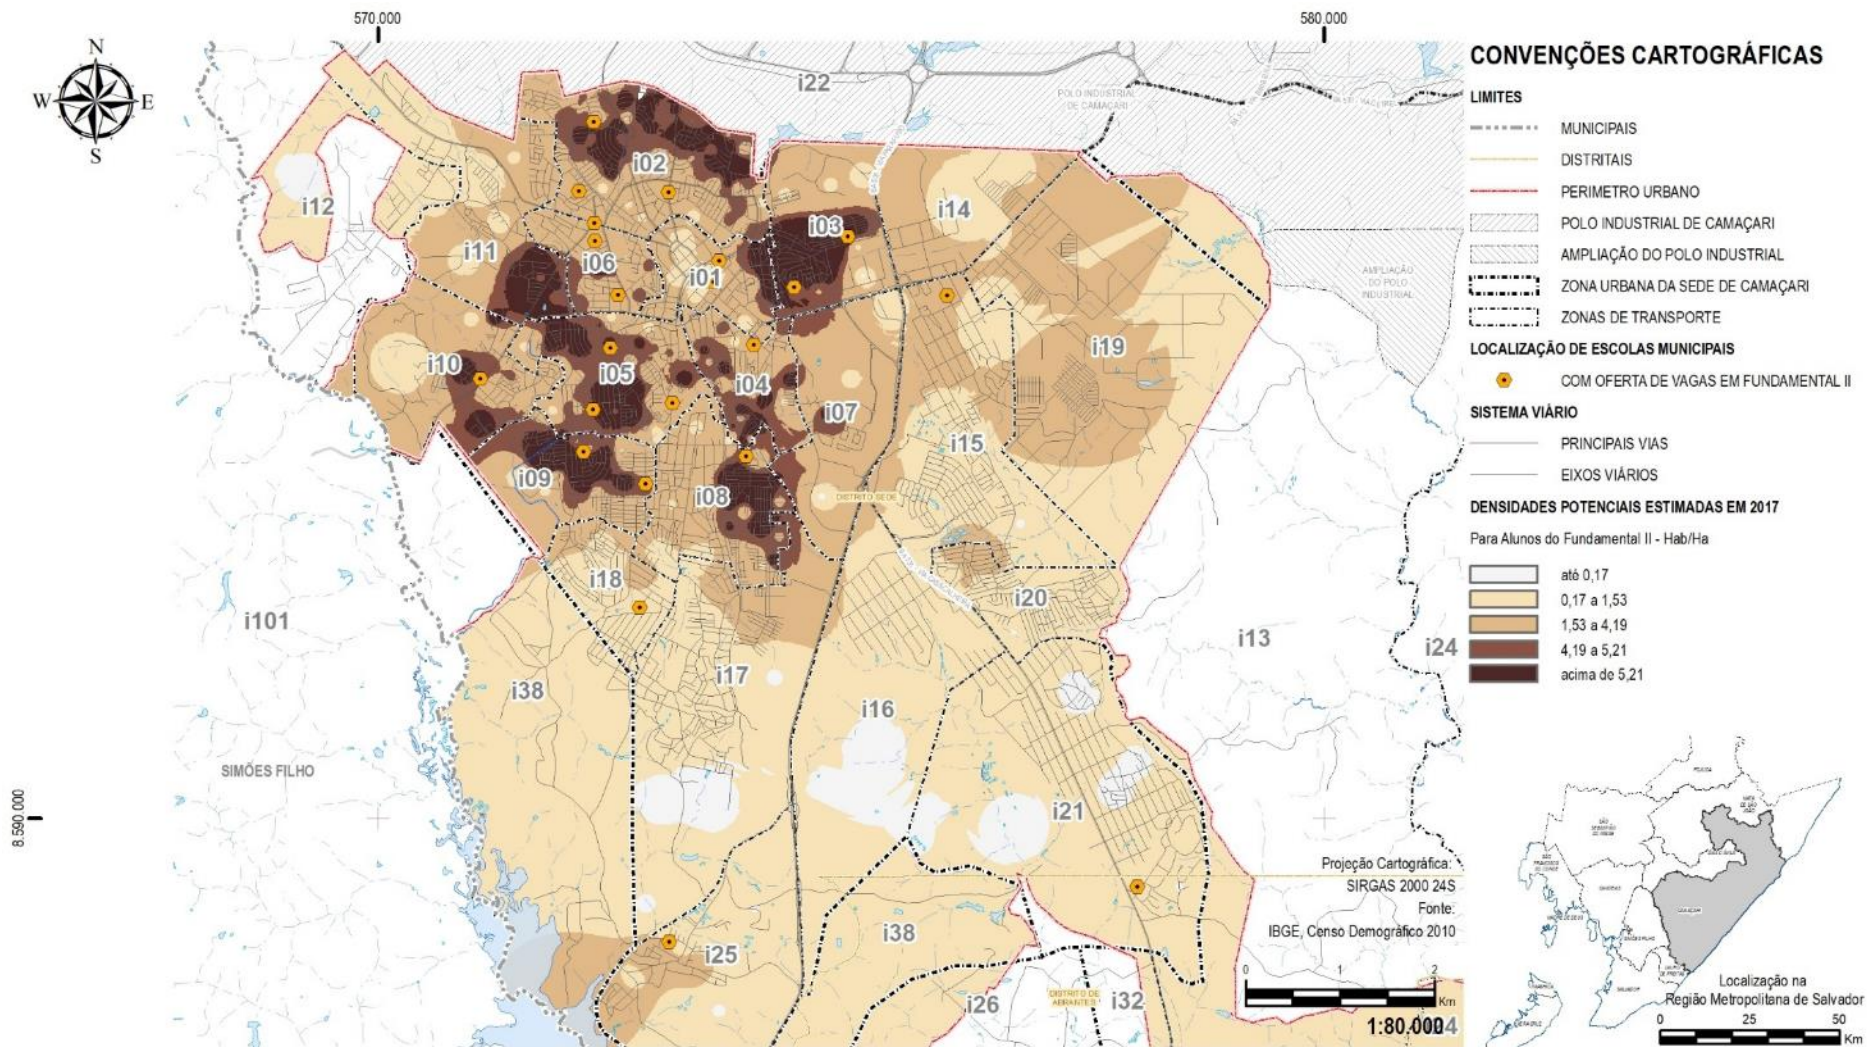 570.000
580.000
N
W
E
S
i22
POLO INDUSTRIAL
DE CAMAÇARI
i02
i12
i03
i14
i11
i06
i01
AMPLIAÇÃO
DO POLO
INDUSTRIAL
i10
i05
i04
i19
i07
i15
i09
i08
DISTRITO SEDE
i18
i20
i101
i13
i24
i17
i38
i16
SIMÕES FILHO
8.590.000
i21
i38
i25
i26
DISTRITO DE
ABRANTES
i32
CONVENÇÕES CARTOGRÁFICAS
LIMITES
MUNICIPAIS
DISTRITAIS
PERIMETRO URBANO
POLO INDUSTRIAL DE CAMAÇARI
AMPLIAÇÃO DO POLO INDUSTRIAL
ZONA URBANA DA SEDE DE CAMAÇARI
ZONAS DE TRANSPORTE
LOCALIZAÇÃO DE ESCOLAS MUNICIPAIS
COM OFERTA DE VAGAS EM FUNDAMENTAL II
SISTEMA VIÁRIO
PRINCIPAIS VIAS
EIXOS VIÁRIOS
DENSIDADES POTENCIAIS ESTIMADAS EM 2017
Para Alunos do Fundamental II - Hab/Ha
até 0,17
0,17 a 1,53
1,53 a 4,19
4,19 a 5,21
acima de 5,21
Projeção Cartográfica:
SIRGAS 2000 24S
Fonte:
IBGE, Censo Demográfico 2010
0 1 2
Km
1:80.000
Localização na
Região Metropolitana de Salvador
0 25 50
Km